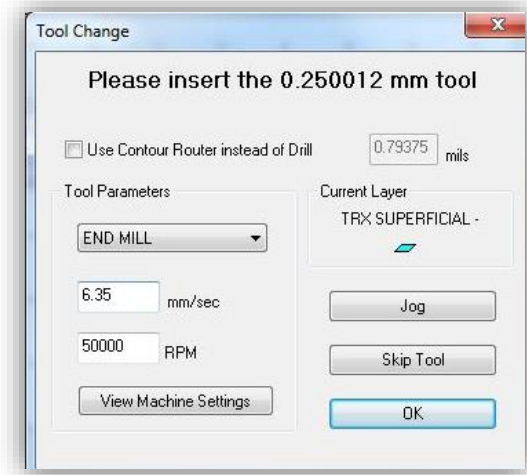 Tool Change
Please insert the 0.250012 mm tool
Use Contour Router instead of Drill
0.79375 mils
Tool Parameters
END MILL
6.35 mm/sec
50000 RPM
View Machine Settings
Current Layer
TRX SUPERFICIAL -
Jog
Skip Tool
OK